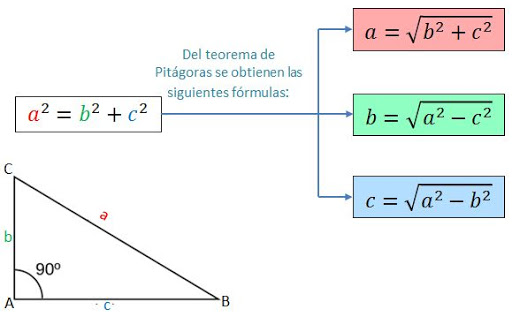 Del teorema de
Pitágoras se obtienen las
siguientes fórmulas:
a² = b² + c²
a = √(b² + c²)
b = √(a² − c²)
c = √(a² − b²)
C
a
b
90º
A
c
B